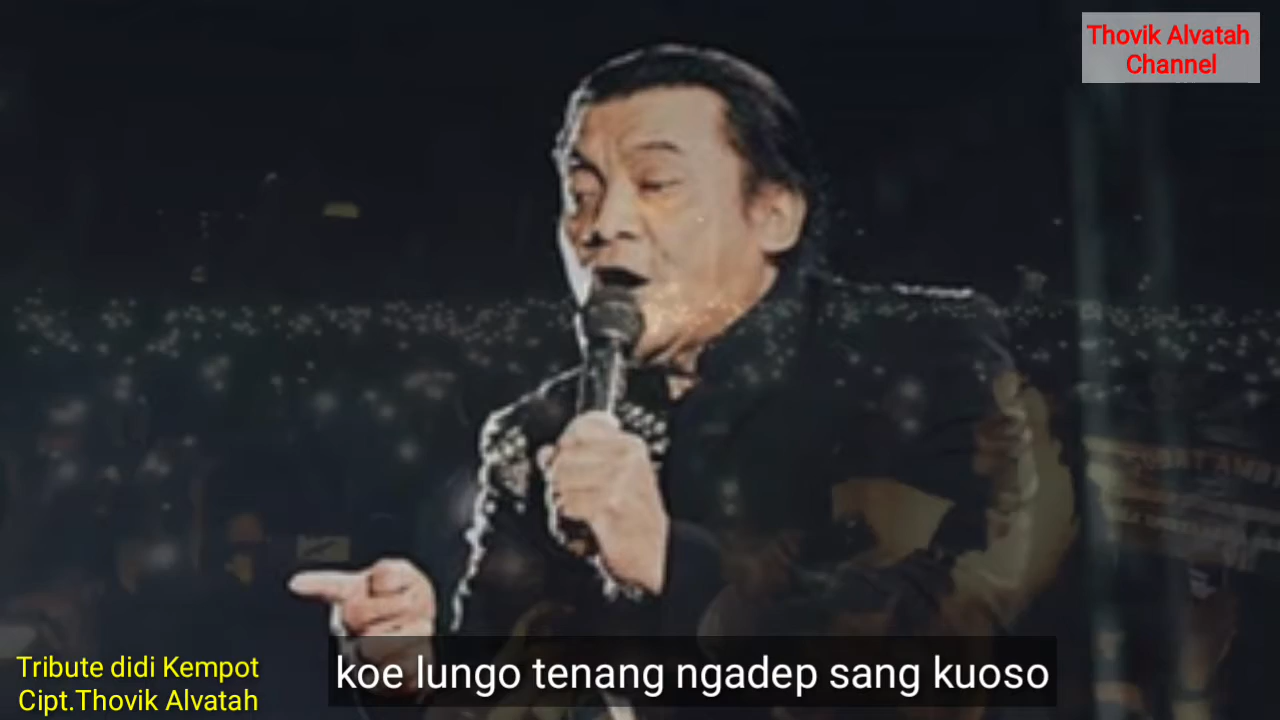 Thovik Alvatah
Channel
Tribute didi Kempot
Cipt.Thovik Alvatah
koe lungo tenang ngadep sang kuoso